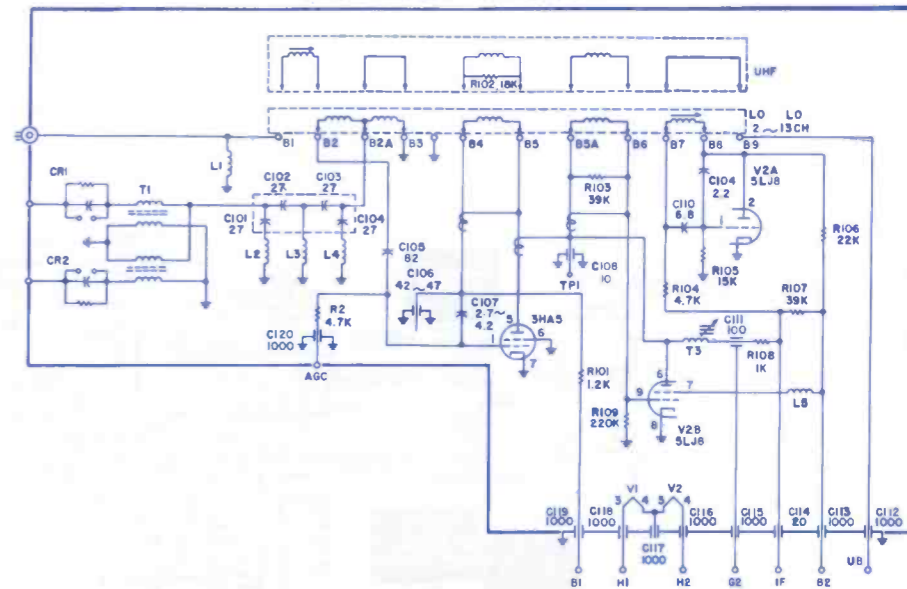 R102 18K
UHF
LO LO
2 ~ 13CH
B1
B2
B2A
B3
B4
B5
B5A
B6
B7
B8
B9
L1
CR1
T1
C102
27
C103
27
C101
27
C104
27
L2
L3
L4
CR2
C105
82
R103
39K
C110
6.8
C104
2.2
V2A
5LJ8
2
1
R106
22K
R105
15K
R104
4.7K
R107
39K
C106
42 ~ 47
C107
2.7 ~
4.2
C108
10
TP1
R2
4.7K
C120
1000
AGC
3HA5
1
5
6
7
C111
100
T3
R108
1K
R101
1.2K
6
7
9
8
L5
R109
220K
V2B
5LJ8
V1
3 4
V2
3 4
C119
1000
C118
1000
C117
1000
C116
1000
C115
1000
C114
20
C113
1000
C112
1000
B1
H1
H2
G2
IF
B2
UB